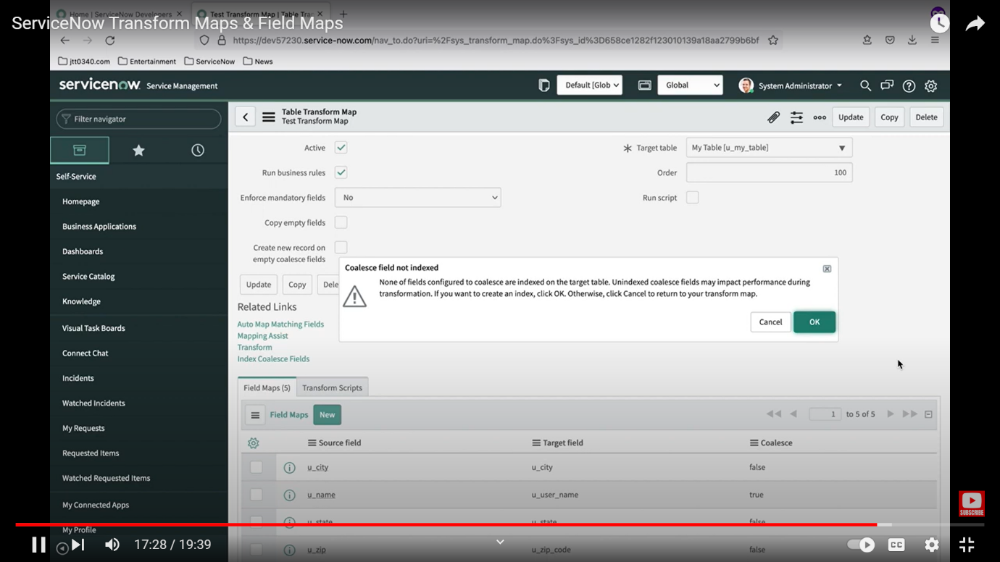 Home | ServiceNow Developers
Test Transform Map | Table Trac
ServiceNow Transform Maps & Field Maps
https://dev57230.service-now.com/nav_to.do?uri=%2Fsys_transform_map.do%3Fsys_id%3D658ce1282f123010139a18aa2799b6bf
jtt0340.com
Entertainment
ServiceNow
News
servicenow Service Management
Default [Glob
Global
System Administrator
Filter navigator
Table Transform Map
Test Transform Map
Update
Copy
Delete
Self-Service
Homepage
Business Applications
Dashboards
Service Catalog
Knowledge
Visual Task Boards
Connect Chat
Incidents
Watched Incidents
My Requests
Requested Items
Watched Requested Items
My Connected Apps
My Profile
Active
Target table
My Table [u_my_table]
Run business rules
Order
100
Enforce mandatory fields
No
Run script
Copy empty fields
Create new record on
empty coalesce fields
Update
Copy
Dele
Coalesce field not indexed
None of fields configured to coalesce are indexed on the target table. Unindexed coalesce fields may impact performance during
transformation. If you want to create an index, click OK. Otherwise, click Cancel to return to your transform map.
Cancel
OK
Related Links
Auto Map Matching Fields
Mapping Assist
Transform
Index Coalesce Fields
Field Maps (5)
Transform Scripts
Field Maps
New
1 to 5 of 5
Source field
Target field
Coalesce
u_city
u_city
false
u_name
u_user_name
true
u_state
u_state
false
u_zip
u_zip_code
false
SUBSCRIBE
17:28 / 19:39
CC